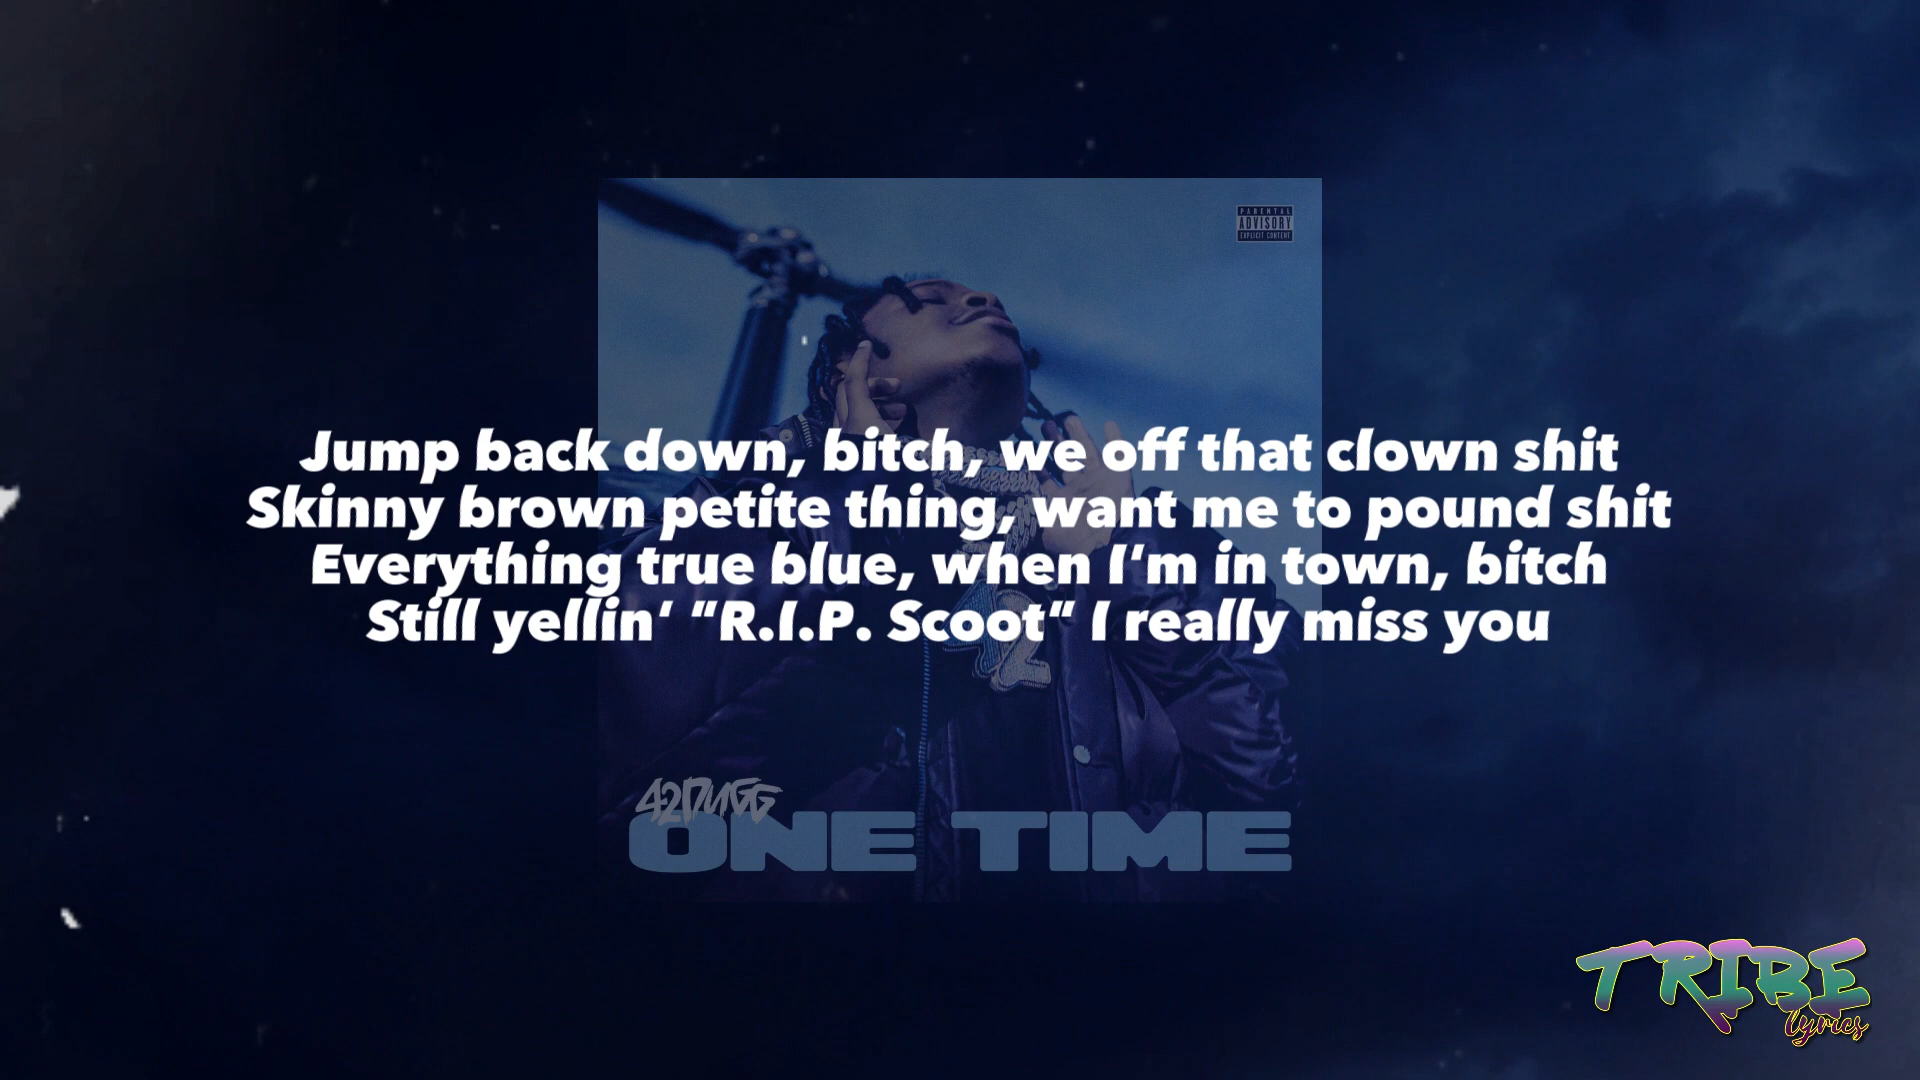 PARENTAL
ADVISORY
EXPLICIT CONTENT
Jump back down, bitch, we off that clown shit
Skinny brown petite thing, want me to pound shit
Everything true blue, when I'm in town, bitch
Still yellin' "R.I.P. Scoot" I really miss you
42
42DUGG
ONE TIME
TRIBE
lyrics